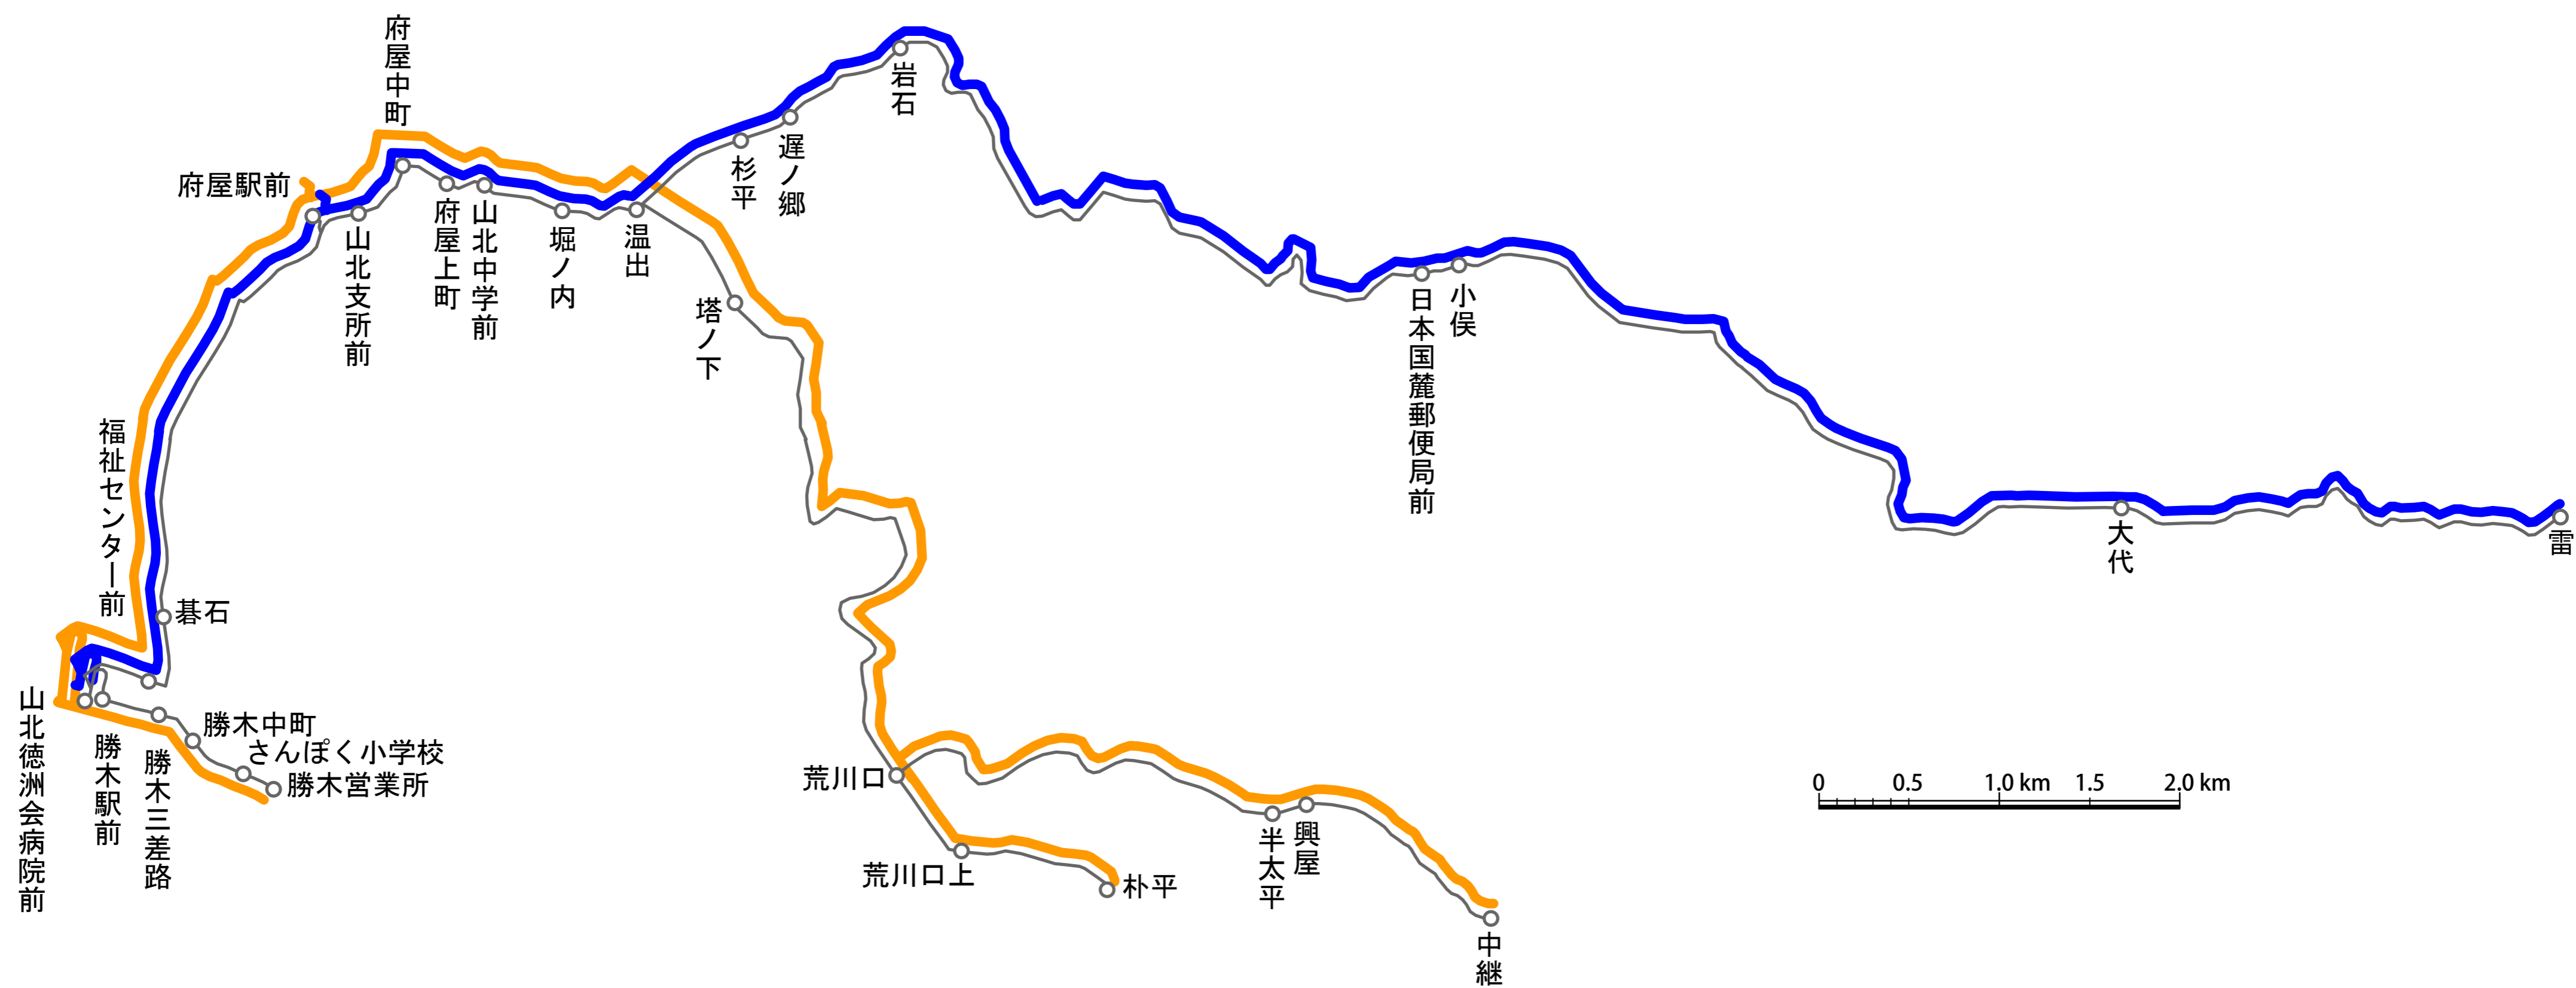 府屋中町
府屋駅前
山北支所前
府屋上町
山北中学前
堀ノ内
温出
杉平
遅ノ郷
岩石
塔ノ下
日本国麓郵便局前
小俣
大代
雷
福祉センター前
碁石
山北徳洲会病院前
勝木駅前
勝木三差路
勝木中町
さんぽく小学校
勝木営業所
荒川口
荒川口上
朴平
半太平
興屋
中継
0 0.5 1.0 km 1.5 2.0 km